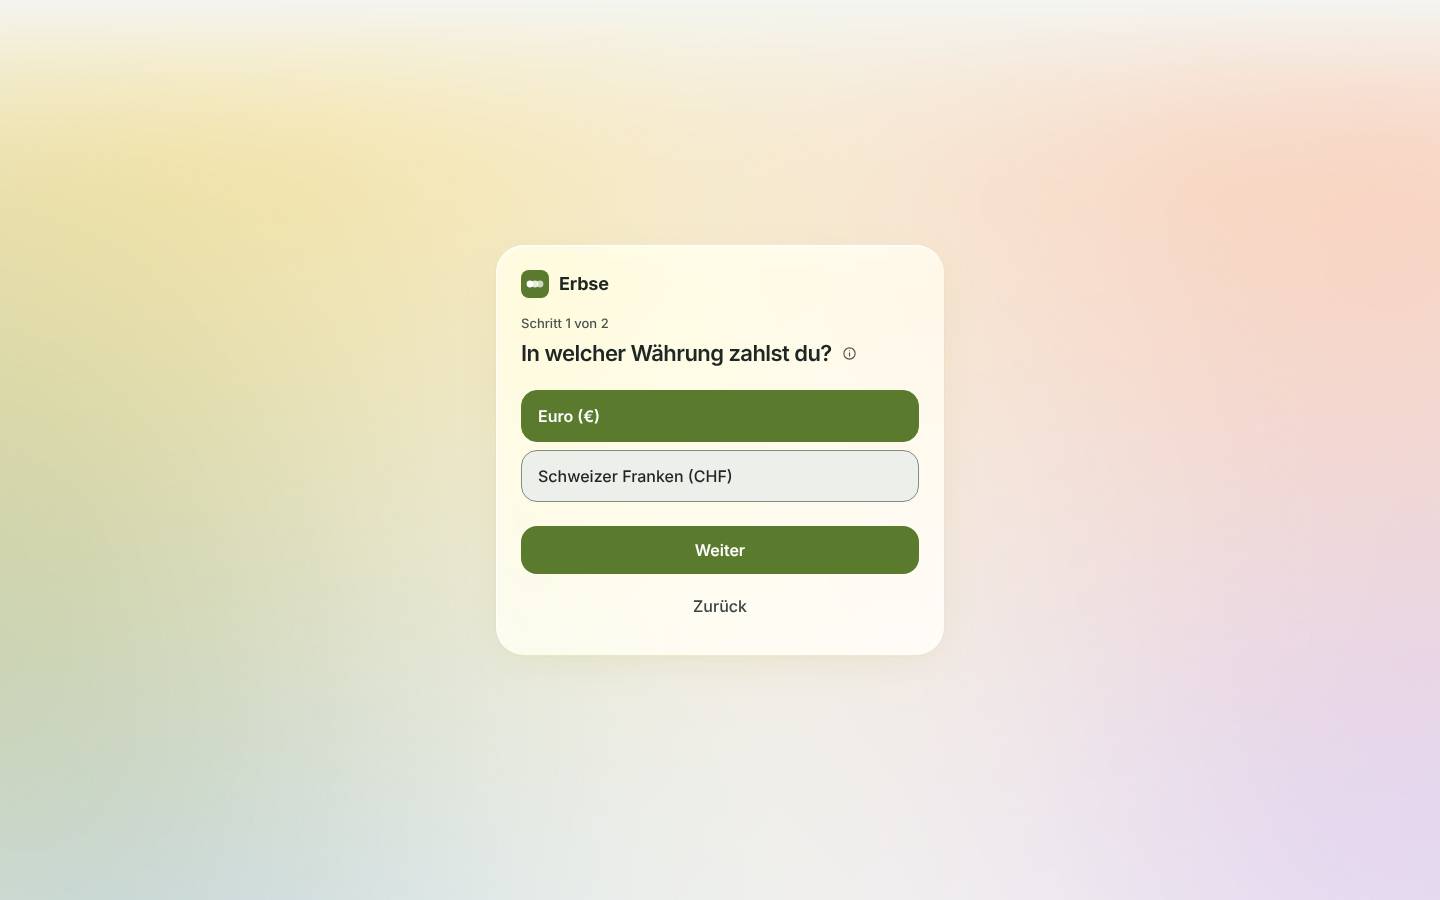 Erbse
Schritt 1 von 2
In welcher Währung zahlst du?
Euro (€)
Schweizer Franken (CHF)
Weiter
Zurück